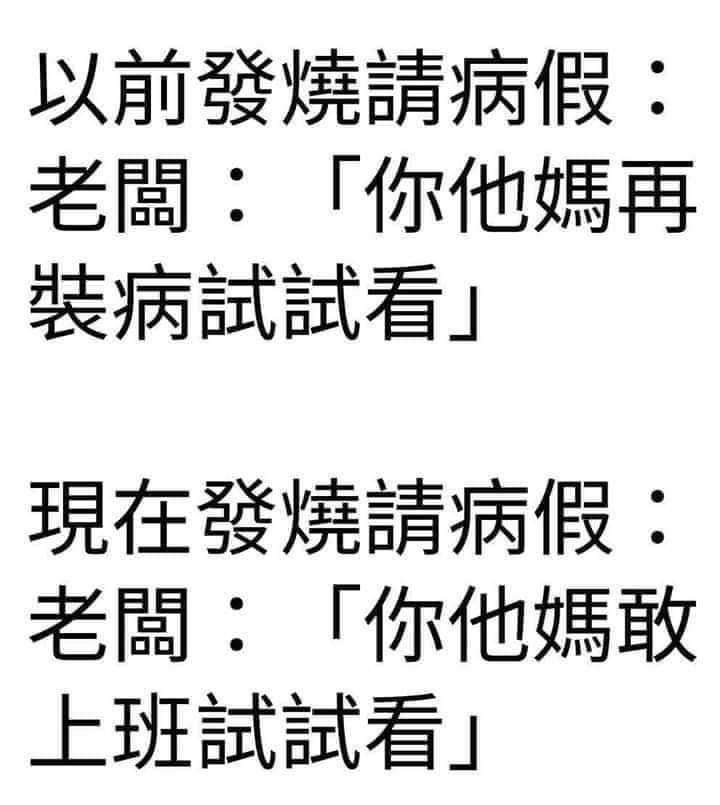 以前發燒請病假：
老闆：「你他媽再
裝病試試看」
現在發燒請病假：
老闆：「你他媽敢
上班試試看」